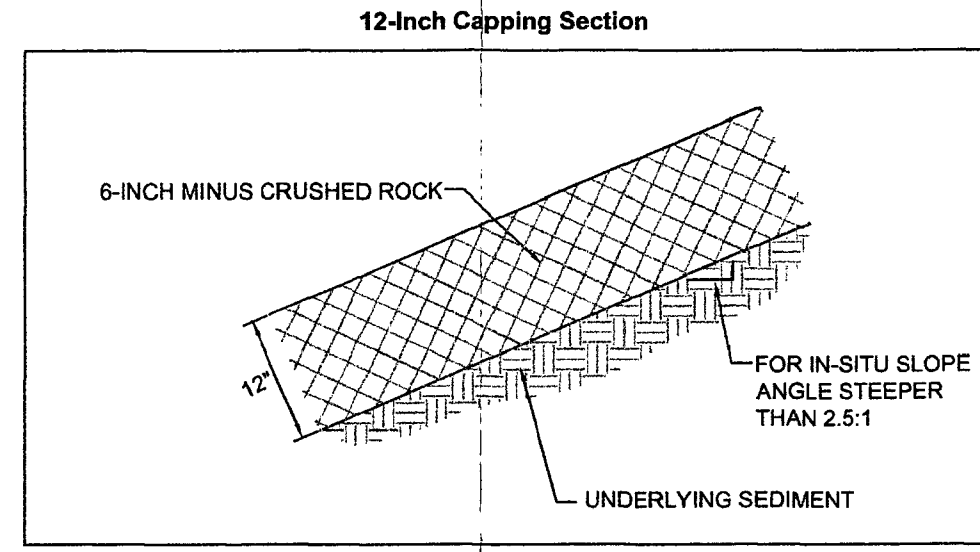 12-Inch Capping Section
6-INCH MINUS CRUSHED ROCK
12"
FOR IN-SITU SLOPE
ANGLE STEEPER
THAN 2.5:1
UNDERLYING SEDIMENT